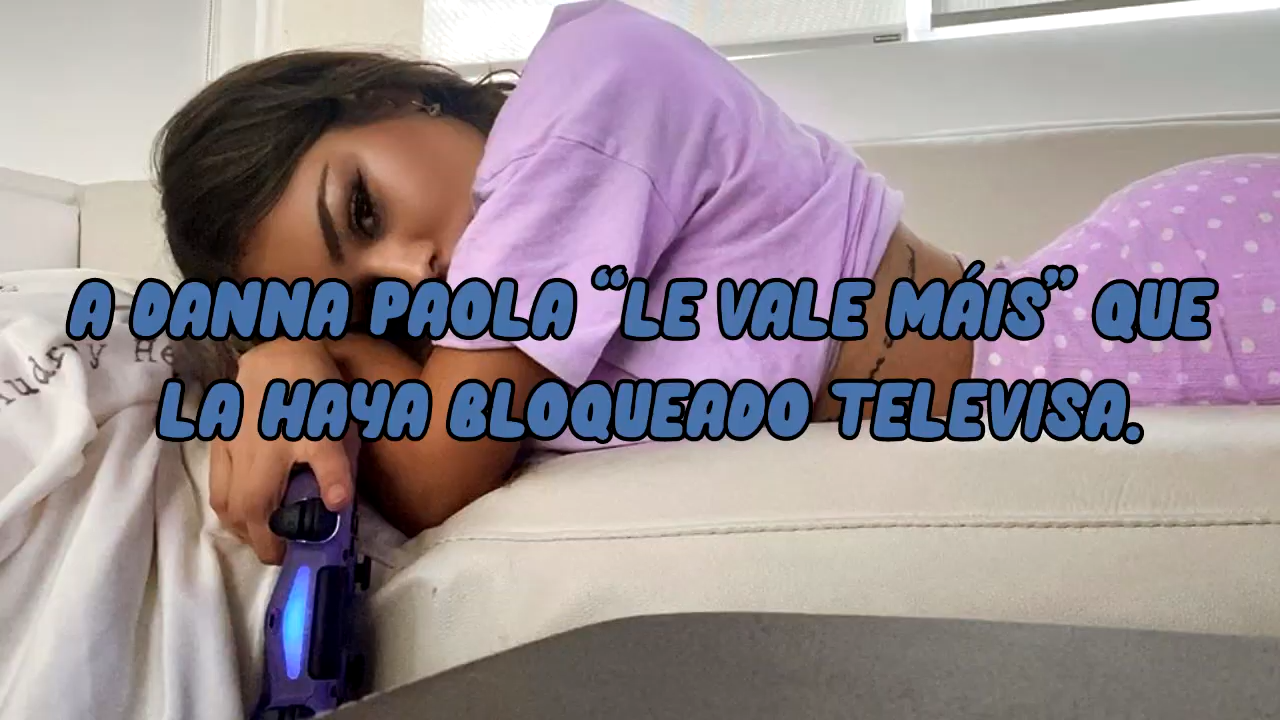 A DANNA PAOLA “LE VALE MÁIS” QUE
LA HAYA BLOQUEADO TELEVISA.